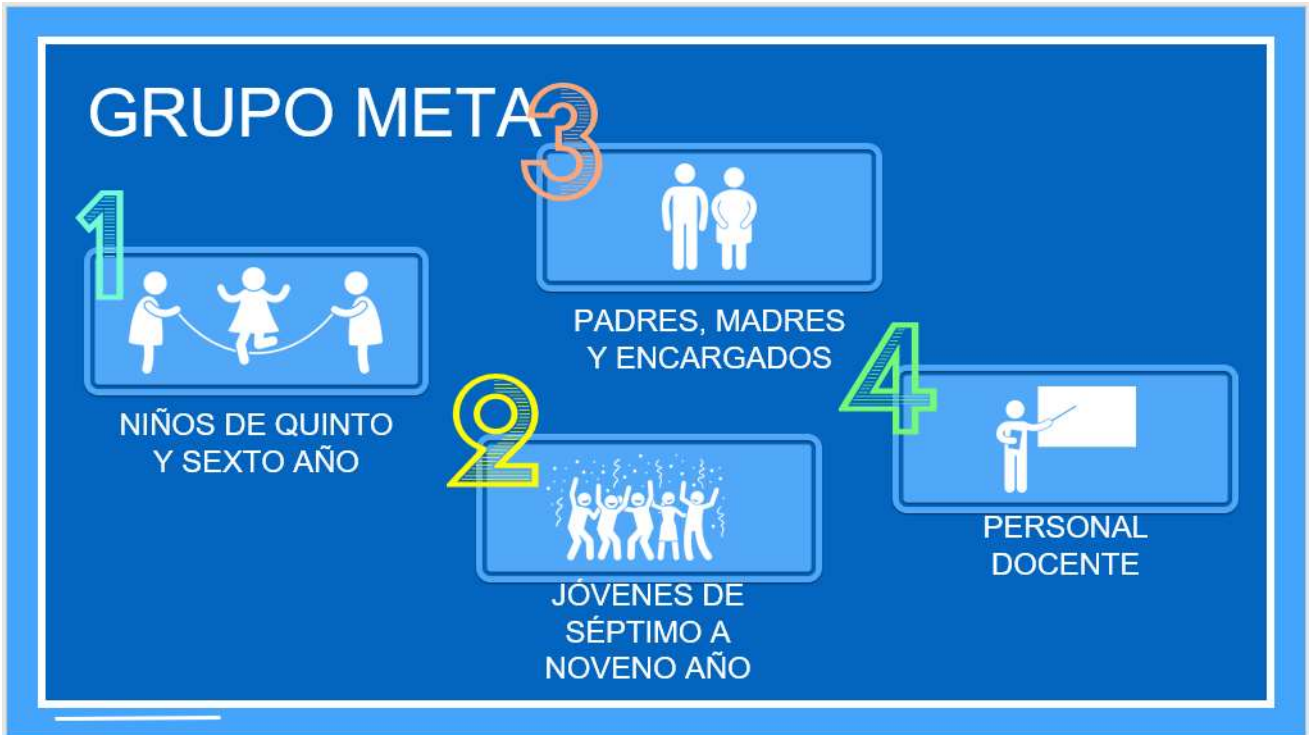 GRUPO META
1
NIÑOS DE QUINTO
Y SEXTO AÑO
2
JÓVENES DE
SÉPTIMO A
NOVENO AÑO
3
PADRES, MADRES
Y ENCARGADOS
4
PERSONAL
DOCENTE